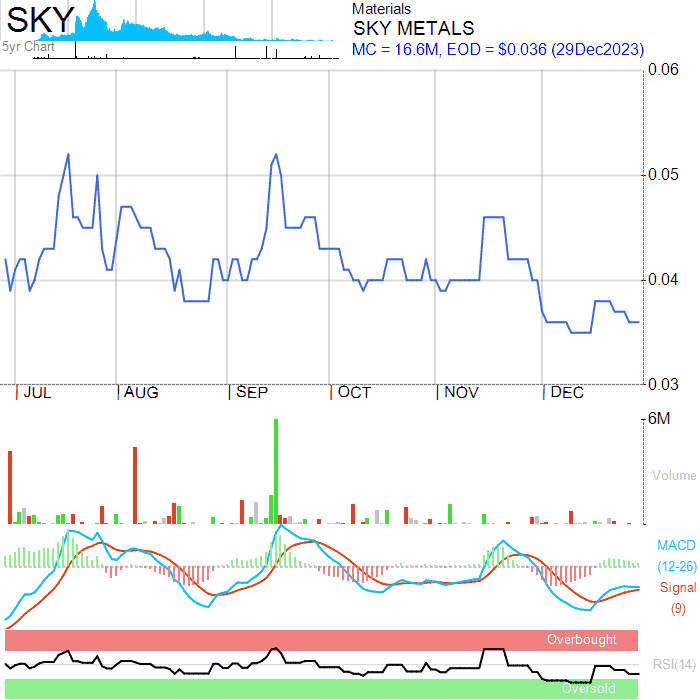 SKY
5yr Chart
Materials
SKY METALS
MC = 16.6M, EOD = $0.036 (29Dec2023)
0.06
0.05
0.04
0.03
JUL AUG SEP OCT NOV DEC
6M
Volume
MACD
(12-26)
Signal
(9)
Overbought
RSI(14)
Oversold